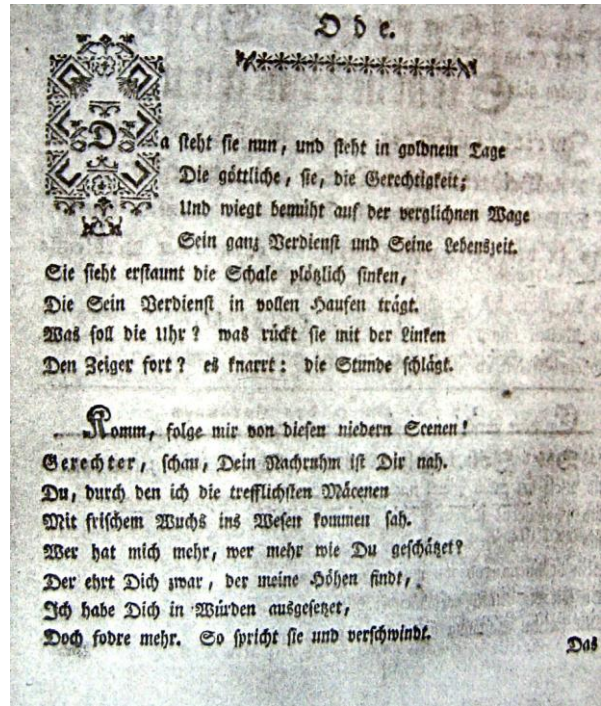 Ode.
Da steht sie nun, und steht in goldnem Tage
Die göttliche, sie, die Gerechtigkeit;
Und wiegt bemüht auf der verglichnen Wage
Sein ganz Verdienst und Seine Lebenszeit.
Sie sieht erstaunt die Schale plötzlich sinken,
Die Sein Verdienst in vollen Haufen trägt.
Was soll die Uhr? was rückt sie mit der Linken
Den Zeiger fort? es knarrt: die Stunde schlägt.
Komm, folge mir von diesen niedern Scenen!
Gerechter, schau, Dein Nachruhm ist Dir nah.
Du, durch den ich die trefflichsten Mäcenen
Mit frischem Wuchs ins Wesen kommen sah.
Wer hat mich mehr, wer mehr wie Du geschätzet?
Der ehrt Dich zwar, der meine Höhen findt,
Ich habe Dich in Würden ausgesetzet,
Doch fodre mehr. So spricht sie und verschwindt.
Das